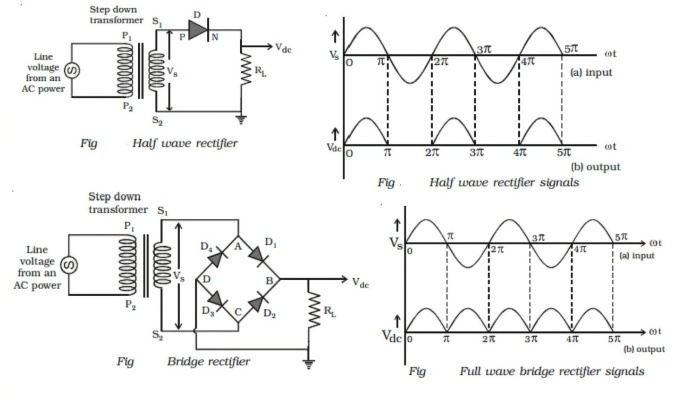 Step down
transformer
S₁
D
P₁
P
N
Vdc
Line
voltage
from an
AC power
S
Vs
RL
P₂
S₂
Fig Half wave rectifier
Vs
0
π
2π
3π
4π
5π
ωt
(a) input
Vdc
0
π
2π
3π
4π
5π
ωt
(b) output
Fig . Half wave rectifier signals
Step down
transformer
S₁
P₁
D₄
A
D₁
Line
voltage
from an
AC power
S
Vs
D
B
Vdc
D₃
C
D₂
RL
P₂
S₂
Fig Bridge rectifier
Vs
0
π
2π
3π
4π
5π
ωt
(a) input
Vdc
0
π
2π
3π
4π
5π
ωt
(b) output
Fig Full wave bridge rectifier signals